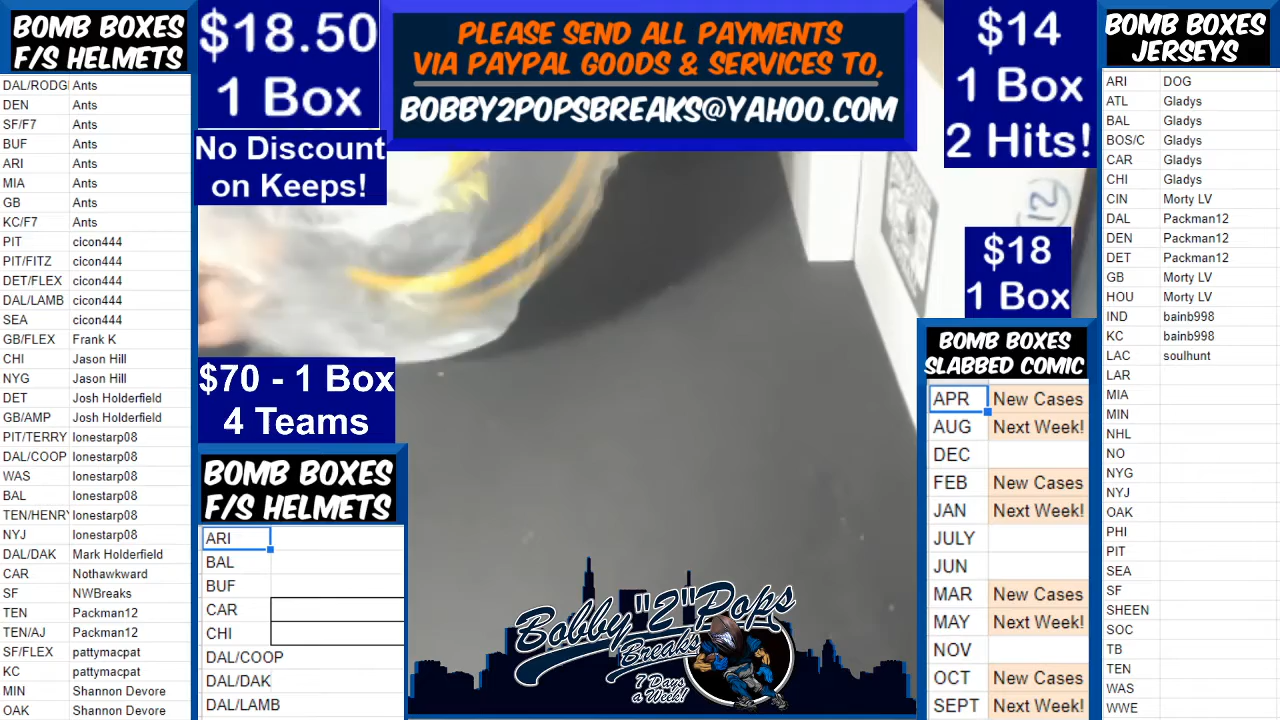 BOMB BOXES
F/S HELMETS
DAL/RODG Ants
DEN Ants
SF/F7 Ants
BUF Ants
ARI Ants
MIA Ants
GB Ants
KC/F7 Ants
PIT cicon444
PIT/FITZ cicon444
DET/FLEX cicon444
DAL/LAMB cicon444
SEA cicon444
GB/FLEX Frank K
CHI Jason Hill
NYG Jason Hill
DET Josh Holderfield
GB/AMP Josh Holderfield
PIT/TERRY lonestarp08
DAL/COOP lonestarp08
WAS lonestarp08
BAL lonestarp08
TEN/HENRY lonestarp08
NYJ lonestarp08
DAL/DAK Mark Holderfield
CAR Nothawkward
SF NWBreaks
TEN Packman12
TEN/AJ Packman12
SF/FLEX pattymacpat
KC pattymacpat
MIN Shannon Devore
OAK Shannon Devore
$18.50
1 Box
No Discount
on Keeps!
$70 - 1 Box
4 Teams
BOMB BOXES
F/S HELMETS
ARI
BAL
BUF
CAR
CHI
DAL/COOP
DAL/DAK
DAL/LAMB
PLEASE SEND ALL PAYMENTS
VIA PAYPAL GOODS & SERVICES TO,
BOBBY2POPSBREAKS@YAHOO.COM
12
Bobby "2" Pops
Breaks
7 Days
a Week!
$14
1 Box
2 Hits!
$18
1 Box
BOMB BOXES
SLABBED COMIC
APR New Cases
AUG Next Week!
DEC
FEB New Cases
JAN Next Week!
JULY
JUN
MAR New Cases
MAY Next Week!
NOV
OCT New Cases
SEPT Next Week!
BOMB BOXES
JERSEYS
ARI DOG
ATL Gladys
BAL Gladys
BOS/C Gladys
CAR Gladys
CHI Gladys
CIN Morty LV
DAL Packman12
DEN Packman12
DET Packman12
GB Morty LV
HOU Morty LV
IND bainb998
KC bainb998
LAC soulhunt
LAR
MIA
MIN
NHL
NO
NYG
NYJ
OAK
PHI
PIT
SEA
SF
SHEEN
SOC
TB
TEN
WAS
WWE